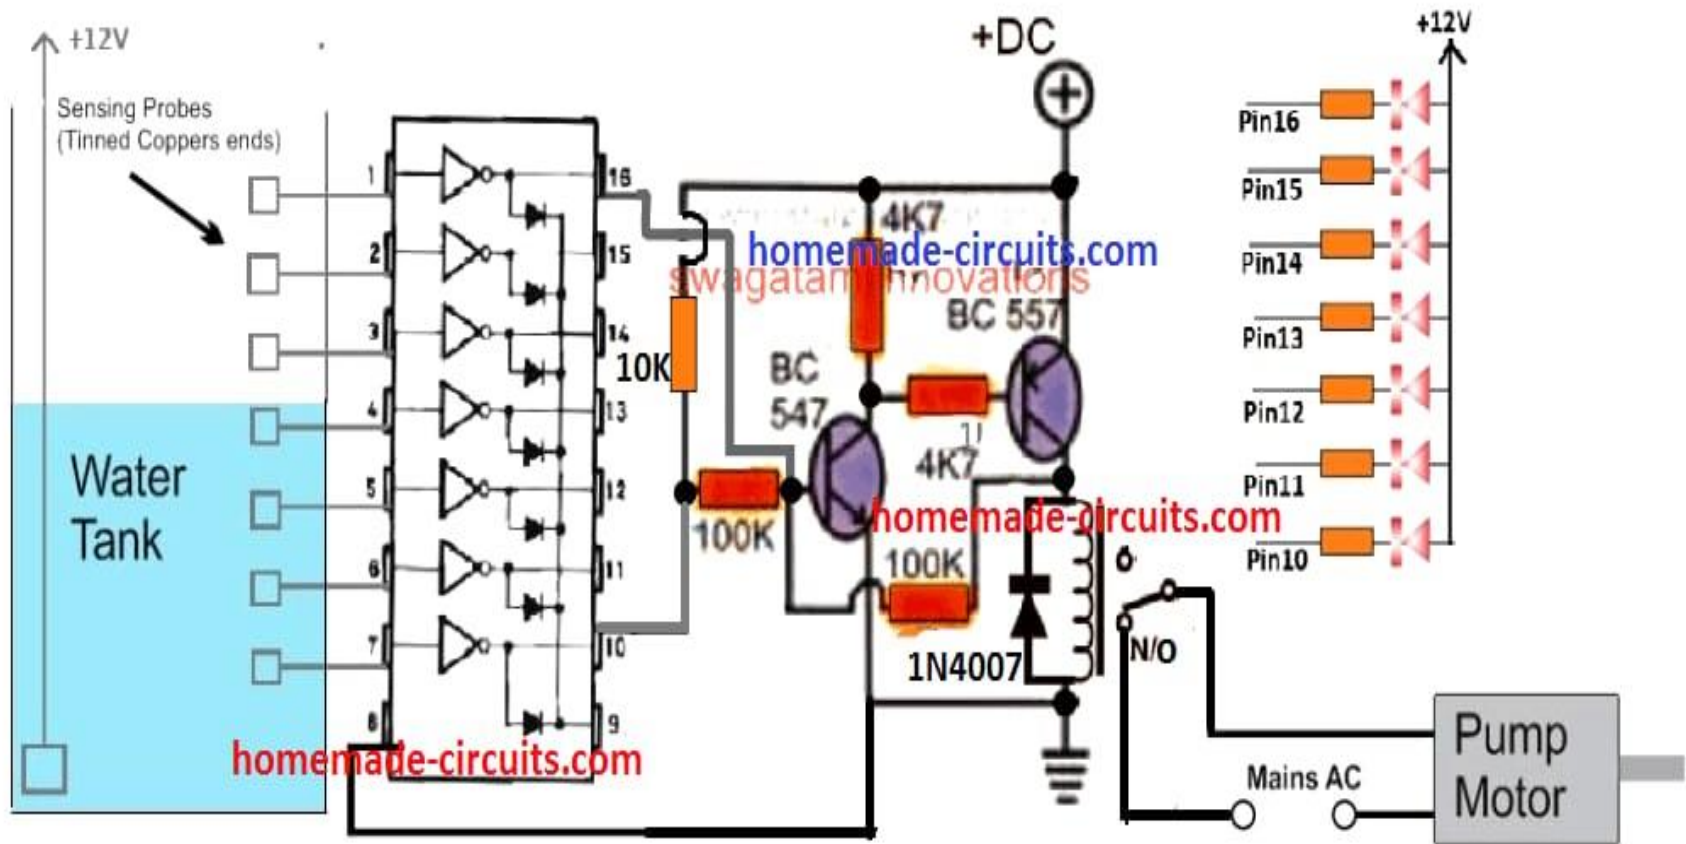 +12V
Sensing Probes
(Tinned Coppers ends)
Water
Tank
1
2
3
4
5
6
7
8
16
15
14
13
12
11
10
9
homemade-circuits.com
10K
100K
+DC
4K7
homemade-circuits.com
swagatam innovations
BC 557
BC
547
4K7
homemade-circuits.com
100K
1N4007
N/O
Mains AC
Pump
Motor
+12V
Pin16
Pin15
Pin14
Pin13
Pin12
Pin11
Pin10